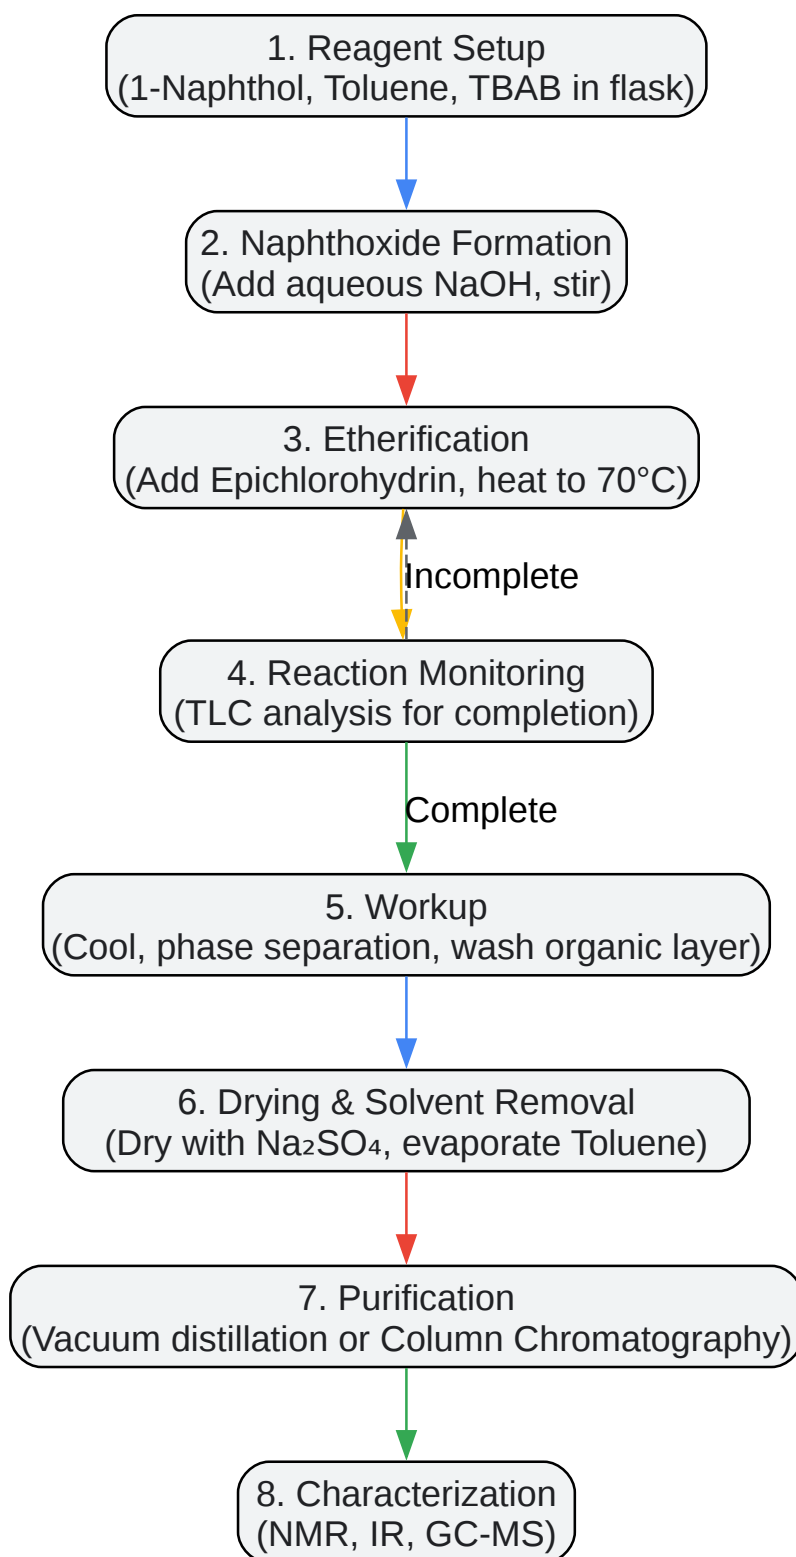 1. Reagent Setup
(1-Naphthol, Toluene, TBAB in flask)
2. Naphthoxide Formation
(Add aqueous NaOH, stir)
3. Etherification
(Add Epichlorohydrin, heat to 70°C)
Incomplete
4. Reaction Monitoring
(TLC analysis for completion)
Complete
5. Workup
(Cool, phase separation, wash organic layer)
6. Drying & Solvent Removal
(Dry with Na₂SO₄, evaporate Toluene)
7. Purification
(Vacuum distillation or Column Chromatography)
8. Characterization
(NMR, IR, GC-MS)